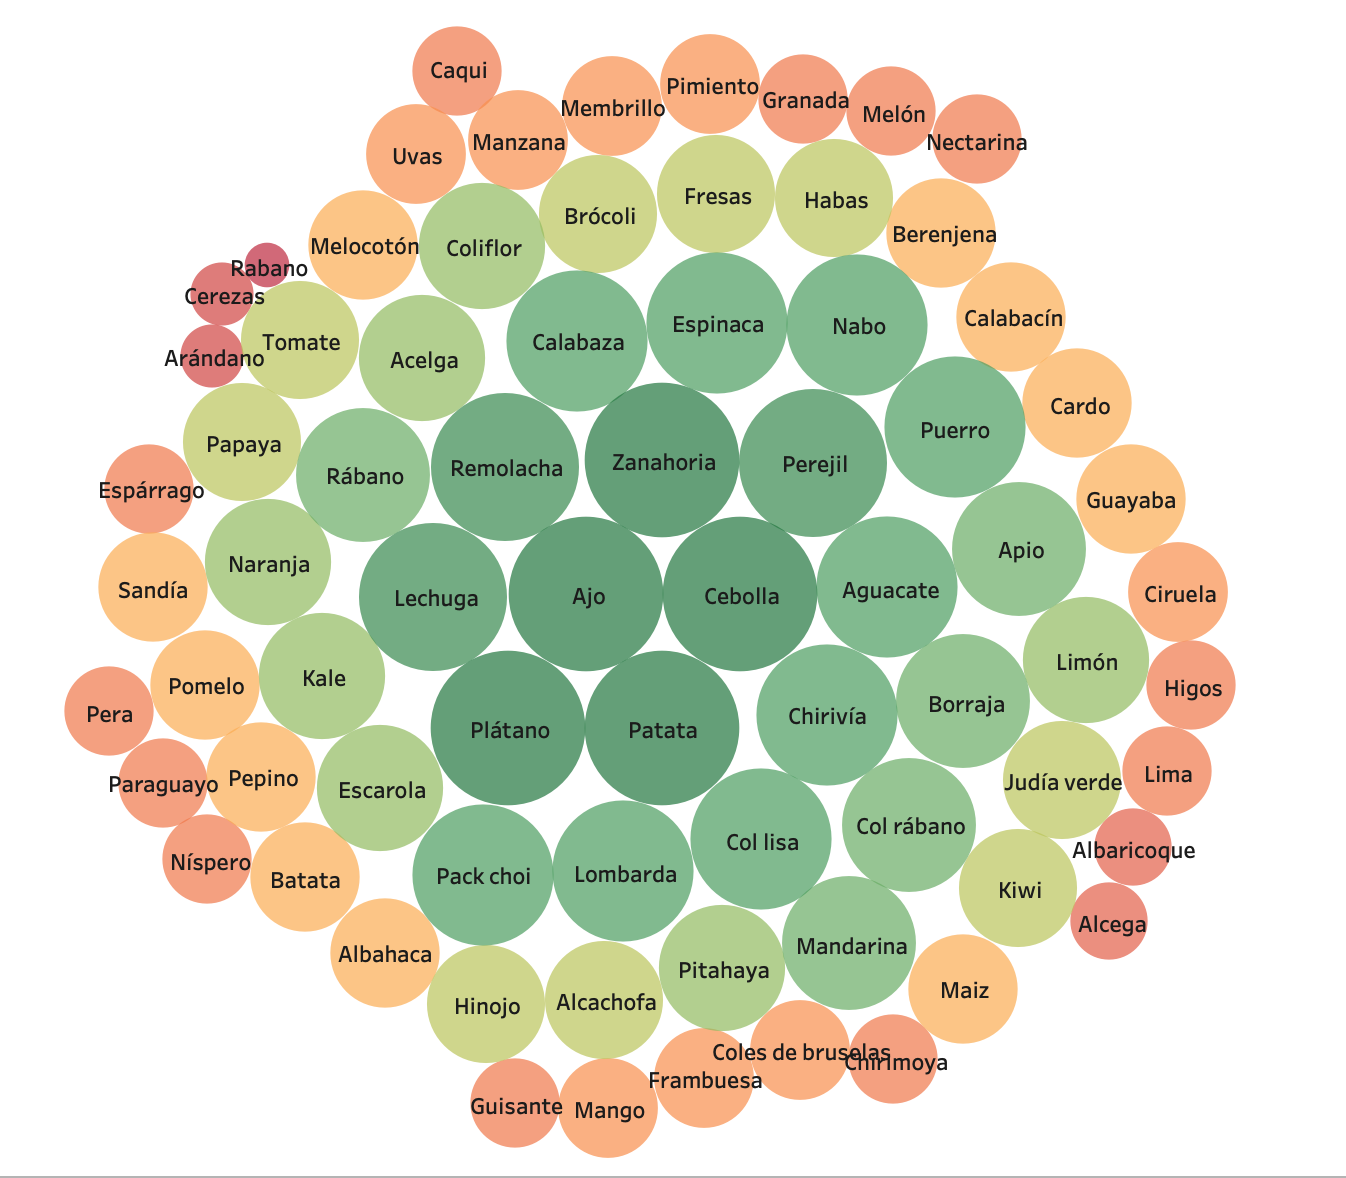 Caqui
Pimiento
Granada
Membrillo
Melón
Manzana
Nectarina
Uvas
Fresas
Habas
Brócoli
Berenjena
Melocotón
Coliflor
Rabano
Cerezas
Calabacín
Espinaca
Nabo
Tomate
Calabaza
Arándano
Acelga
Cardo
Puerro
Papaya
Zanahoria
Perejil
Remolacha
Rábano
Espárrago
Guayaba
Apio
Naranja
Sandía
Aguacate
Ciruela
Lechuga
Ajo
Cebolla
Limón
Kale
Pomelo
Higos
Borraja
Pera
Chirivía
Plátano
Patata
Lima
Pepino
Judía verde
Paraguayo
Escarola
Col rábano
Col lisa
Albaricoque
Níspero
Lombarda
Pack choi
Batata
Kiwi
Alcega
Mandarina
Albahaca
Pitahaya
Maiz
Alcachofa
Hinojo
Coles de bruselas
Chirimoya
Frambuesa
Guisante
Mango